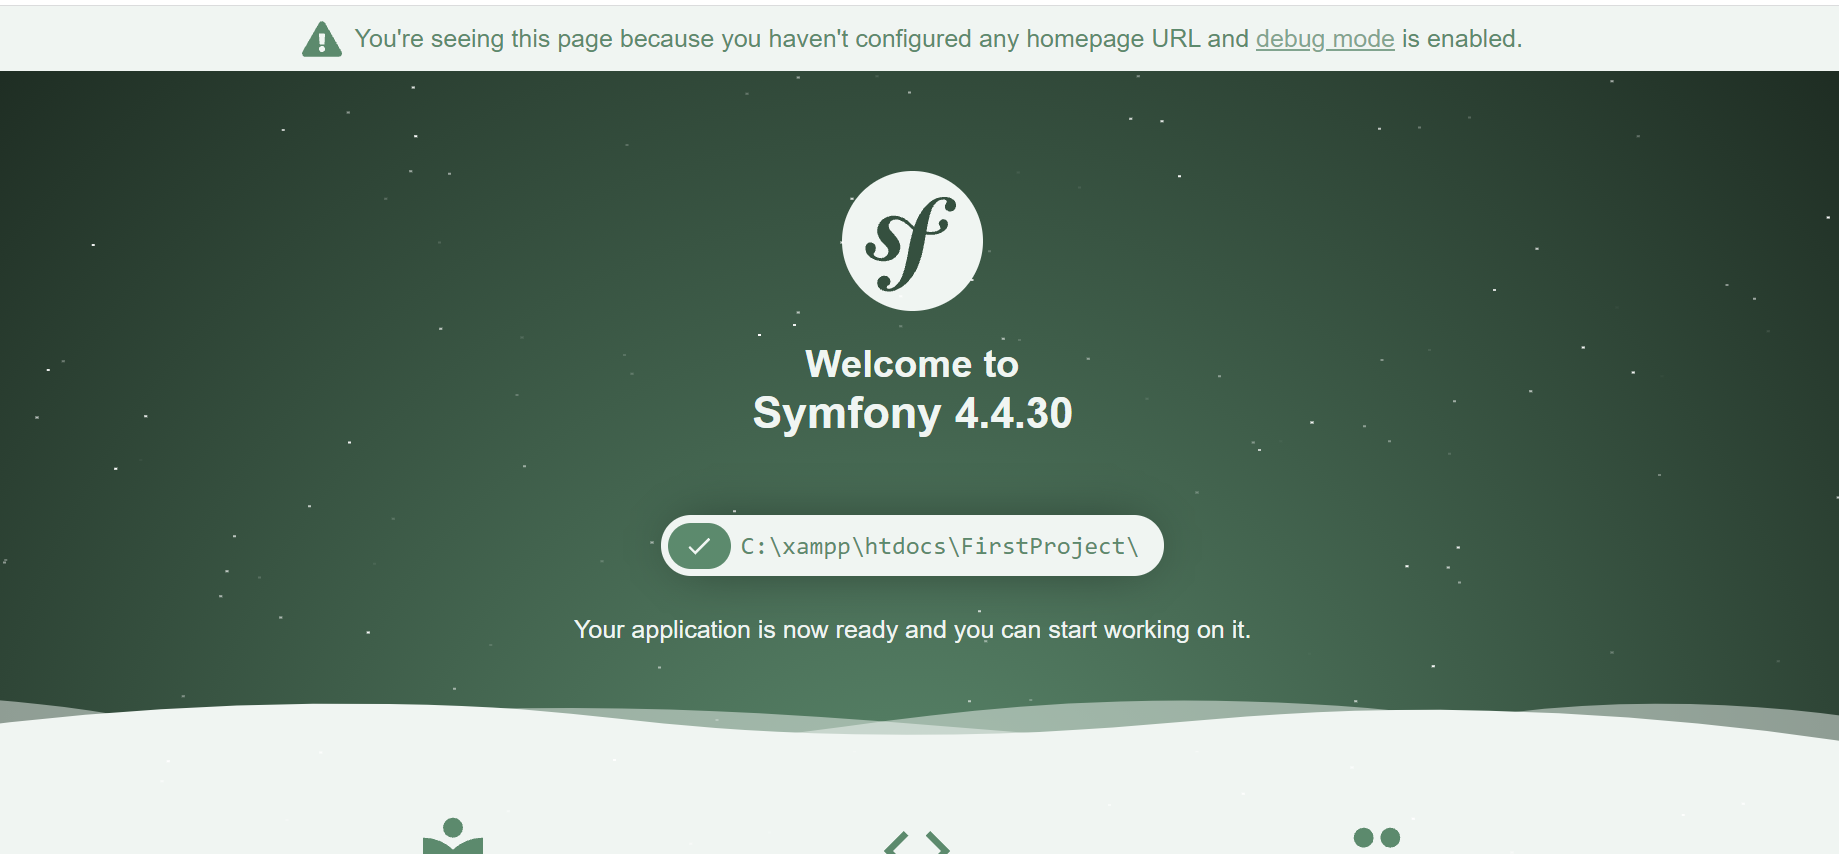 You're seeing this page because you haven't configured any homepage URL and debug mode is enabled.
sf
Welcome to
Symfony 4.4.30
C:\xampp\htdocs\FirstProject\
Your application is now ready and you can start working on it.